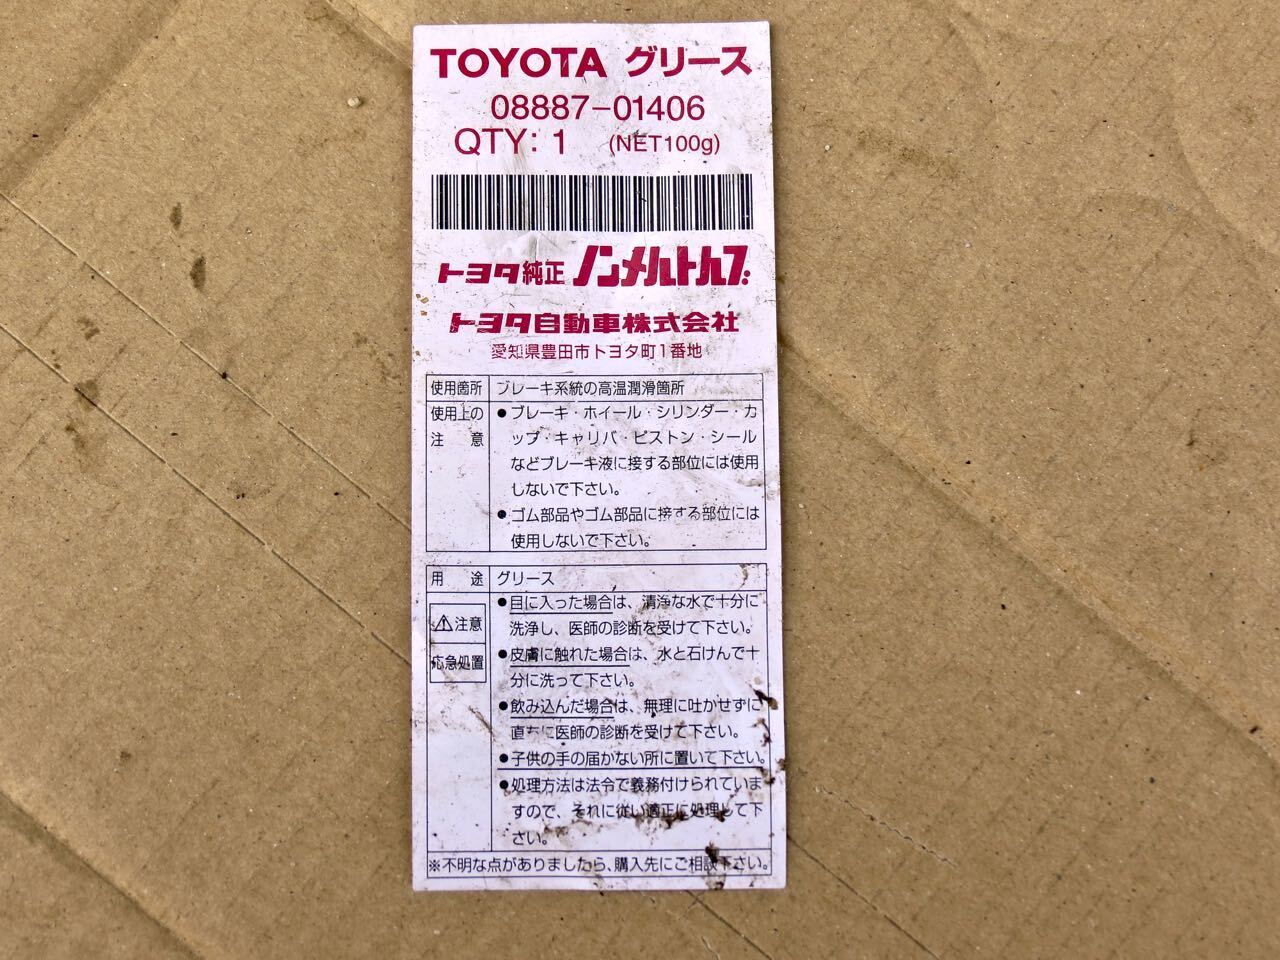 TOYOTA グリース
08887-01406
QTY: 1 (NET100g)
トヨタ純正 ノンメルトルブ
トヨタ自動車株式会社
愛知県豊田市トヨタ町1番地
使用箇所 ブレーキ系統の高温潤滑箇所
使用上の ●ブレーキ・ホイール・シリンダー・カ
注 意 ップ・キャリパ・ピストン・シール
などブレーキ液に接する部位には使用
しないで下さい。
●ゴム部品やゴム部品に接する部位には
使用しないで下さい。
用 途 グリース
⚠注意 ●目に入った場合は、清浄な水で十分に
洗浄し、医師の診断を受けて下さい。
応急処置 ●皮膚に触れた場合は、水と石けんで十
分に洗って下さい。
●飲み込んだ場合は、無理に吐かせずに
直ちに医師の診断を受けて下さい。
●子供の手の届かない所に置いて下さい。
●処理方法は法令で義務付けられていま
すので、それに従い適正に処理して下
さい。
※不明な点がありましたら、購入先にご相談下さい。